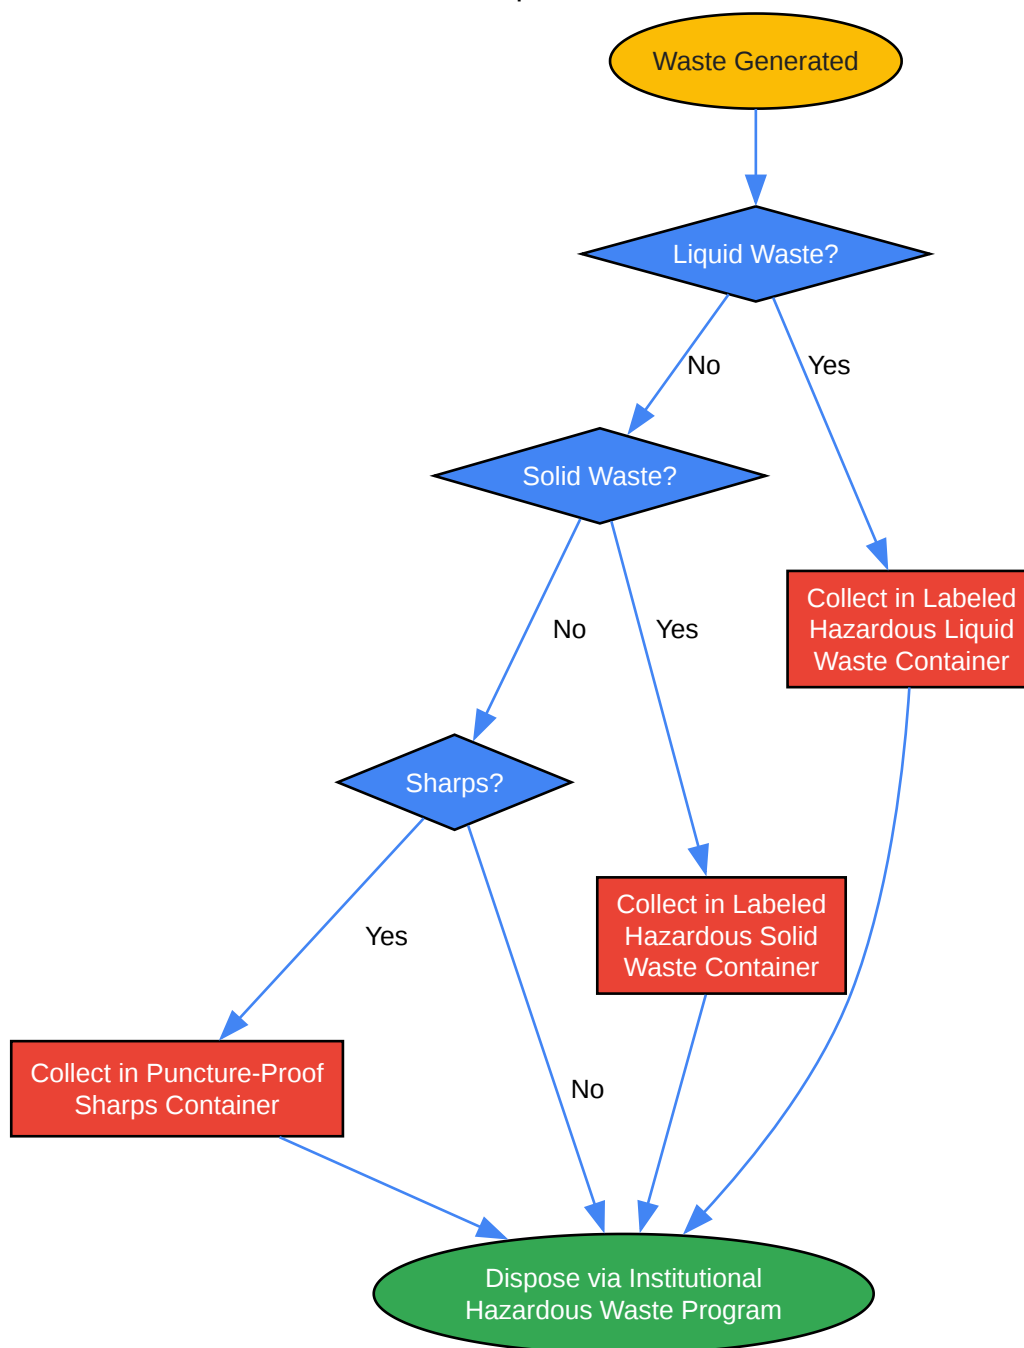 Waste Generated
Liquid Waste?
No
Yes
Solid Waste?
Collect in Labeled
Hazardous Liquid
Waste Container
No
Yes
Sharps?
Collect in Labeled
Hazardous Solid
Waste Container
Yes
Collect in Puncture-Proof
Sharps Container
No
Dispose via Institutional
Hazardous Waste Program